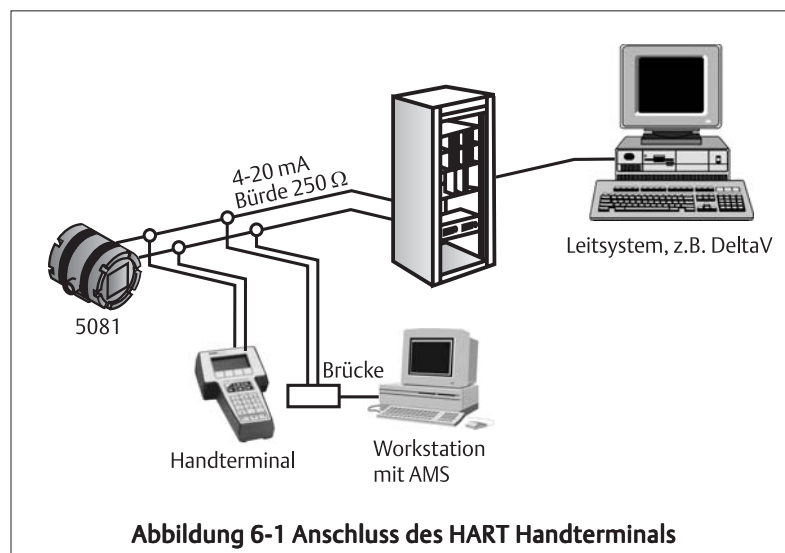 4-20 mA
Bürde 250 Ω
Leitsystem, z.B. DeltaV
5081
Brücke
Handterminal
Workstation
mit AMS
Abbildung 6-1 Anschluss des HART Handterminals